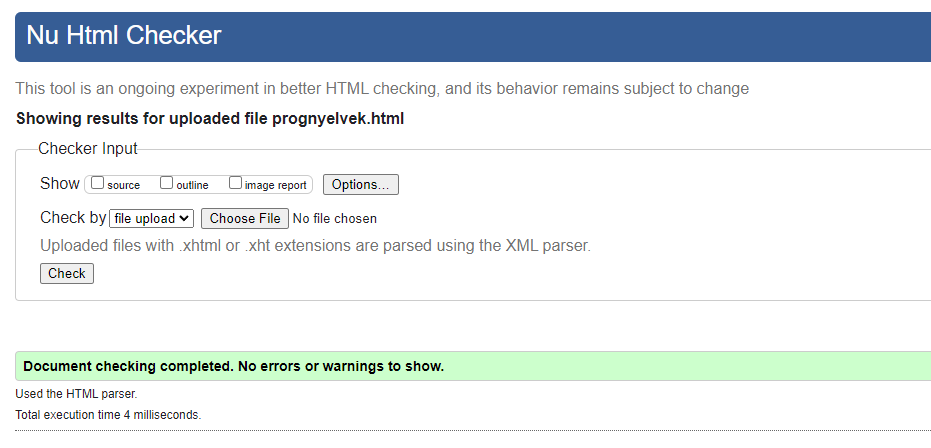 Nu Html Checker
This tool is an ongoing experiment in better HTML checking, and its behavior remains subject to change
Showing results for uploaded file prognyelvek.html
Checker Input
Show source outline image report Options...
Check by file upload Choose File No file chosen
Uploaded files with .xhtml or .xht extensions are parsed using the XML parser.
Check
Document checking completed. No errors or warnings to show.
Used the HTML parser.
Total execution time 4 milliseconds.